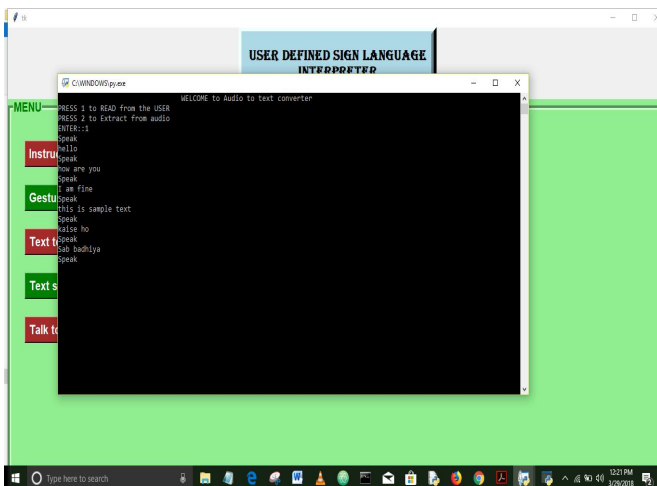 tk
USER DEFINED SIGN LANGUAGE
INTERPRETER
C:\WINDOWS\py.exe
WELCOME to Audio to text converter
MENU
PRESS 1 to READ from the USER
PRESS 2 to Extract from audio
ENTER::1
Speak
hello
Speak
how are you
Speak
I am fine
Speak
this is sample text
Speak
kaise ho
Speak
Sab badhiya
Speak
Instru
Gestu
Text t
Text s
Talk to
Type here to search
12:21 PM
3/29/2018